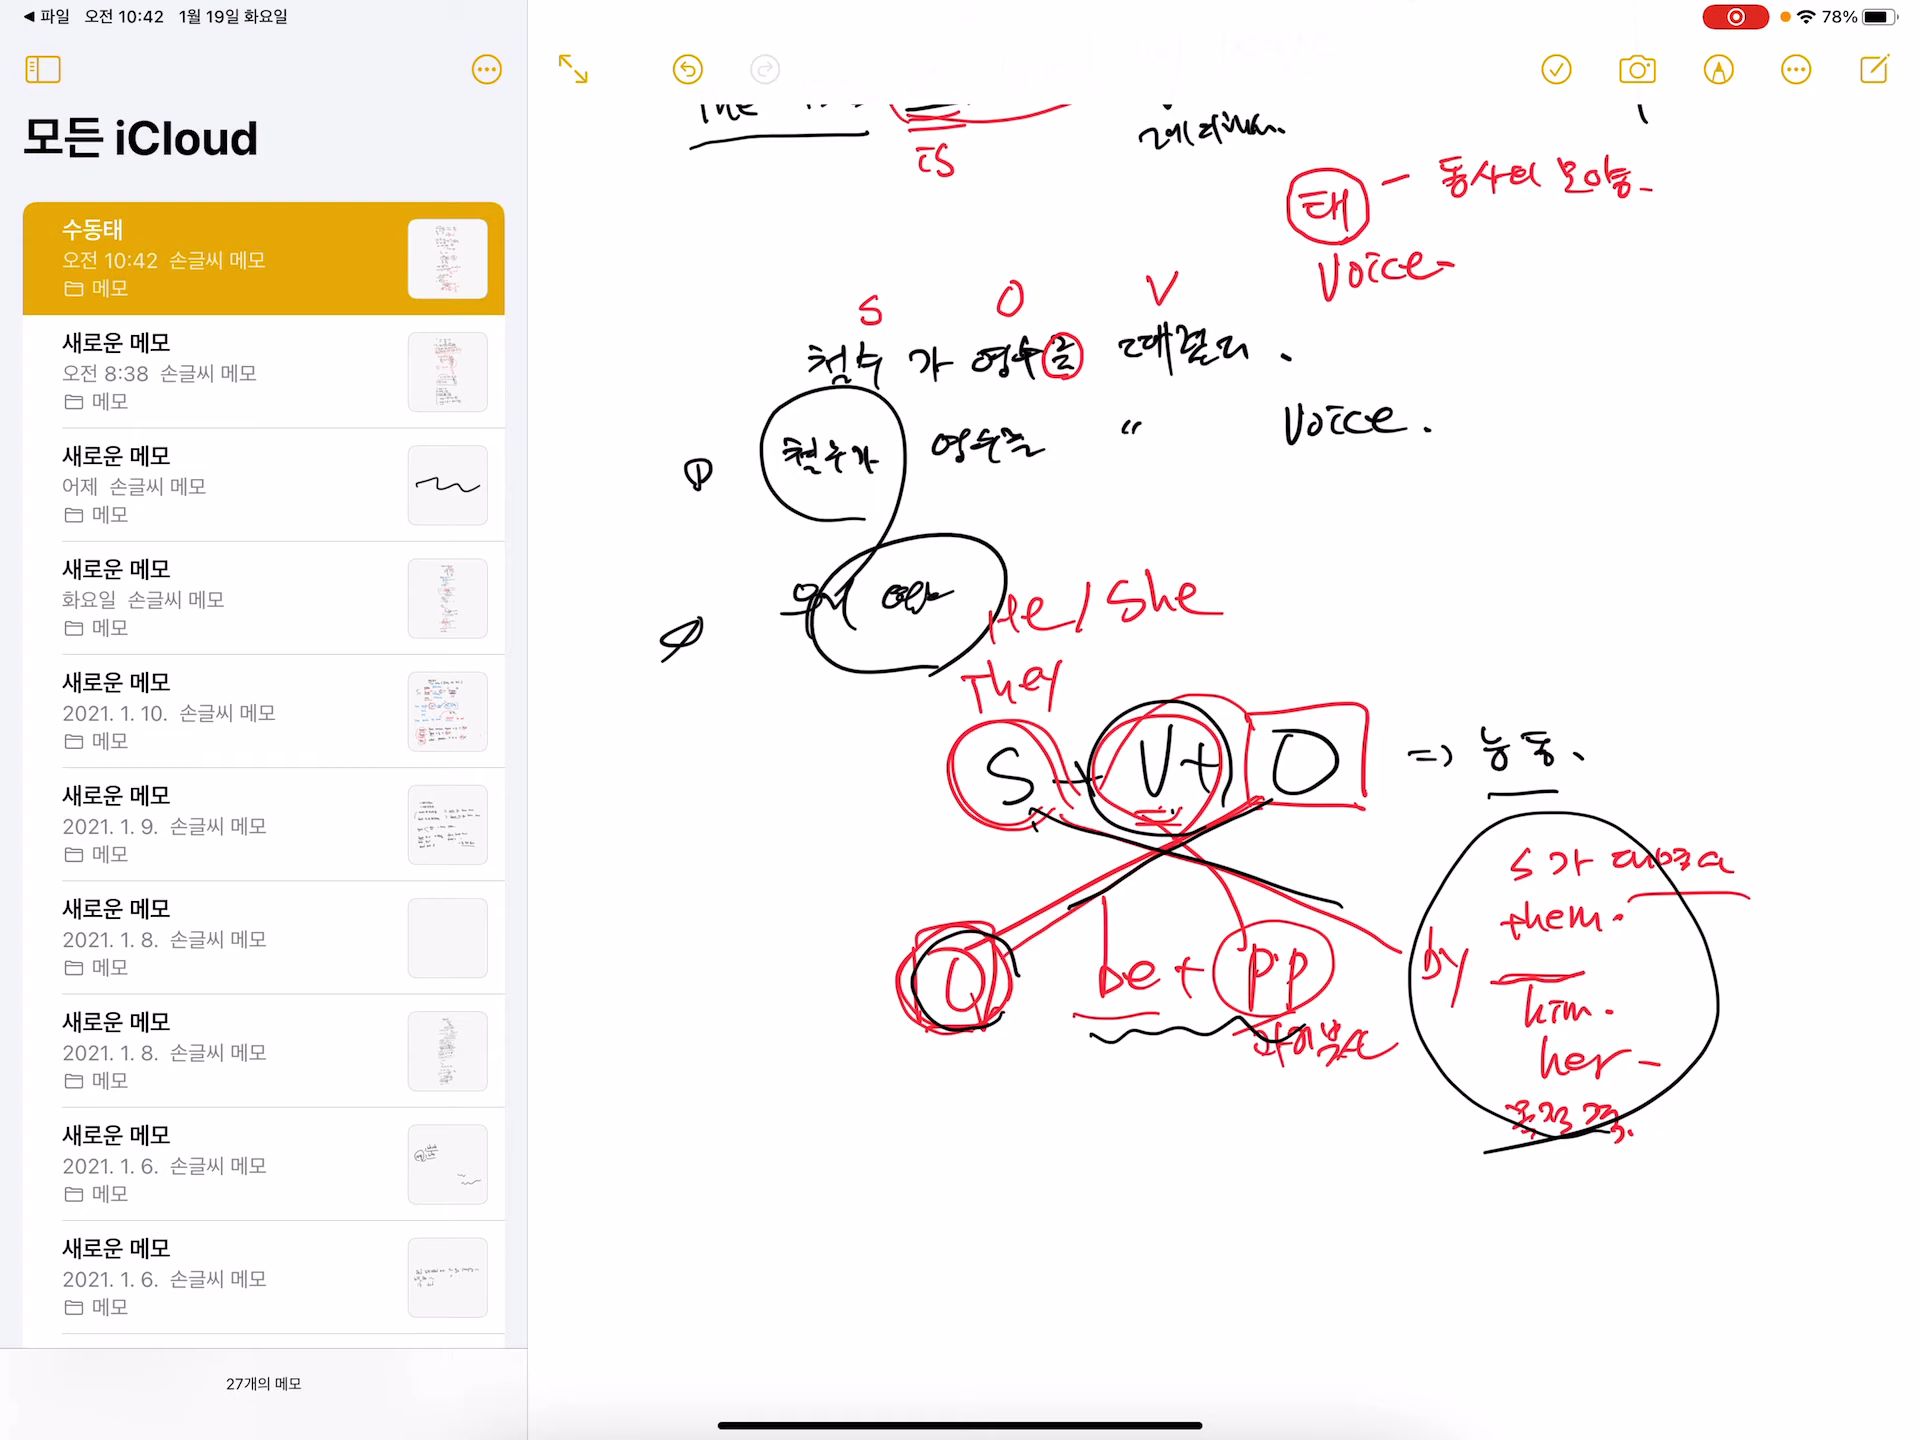 파일 오전 10:42 1월 19일 화요일
78%
모든 iCloud
수동태
오전 10:42 손글씨 메모
메모
새로운 메모
오전 8:38 손글씨 메모
메모
새로운 메모
어제 손글씨 메모
메모
새로운 메모
화요일 손글씨 메모
메모
새로운 메모
2021. 1. 10. 손글씨 메모
메모
새로운 메모
2021. 1. 9. 손글씨 메모
메모
새로운 메모
2021. 1. 8. 손글씨 메모
메모
새로운 메모
2021. 1. 8. 손글씨 메모
메모
새로운 메모
2021. 1. 6. 손글씨 메모
메모
새로운 메모
2021. 1. 6. 손글씨 메모
메모
27개의 메모
is
태 - 동사의 모양.
Voice.
S O V
철수가 영수를 때렸다.
① 철수가 영수를 " Voice.
He / She
They
S + V + O => 능동.
S가
them.
O be + pp by
him.
과거분사
her
목적격.